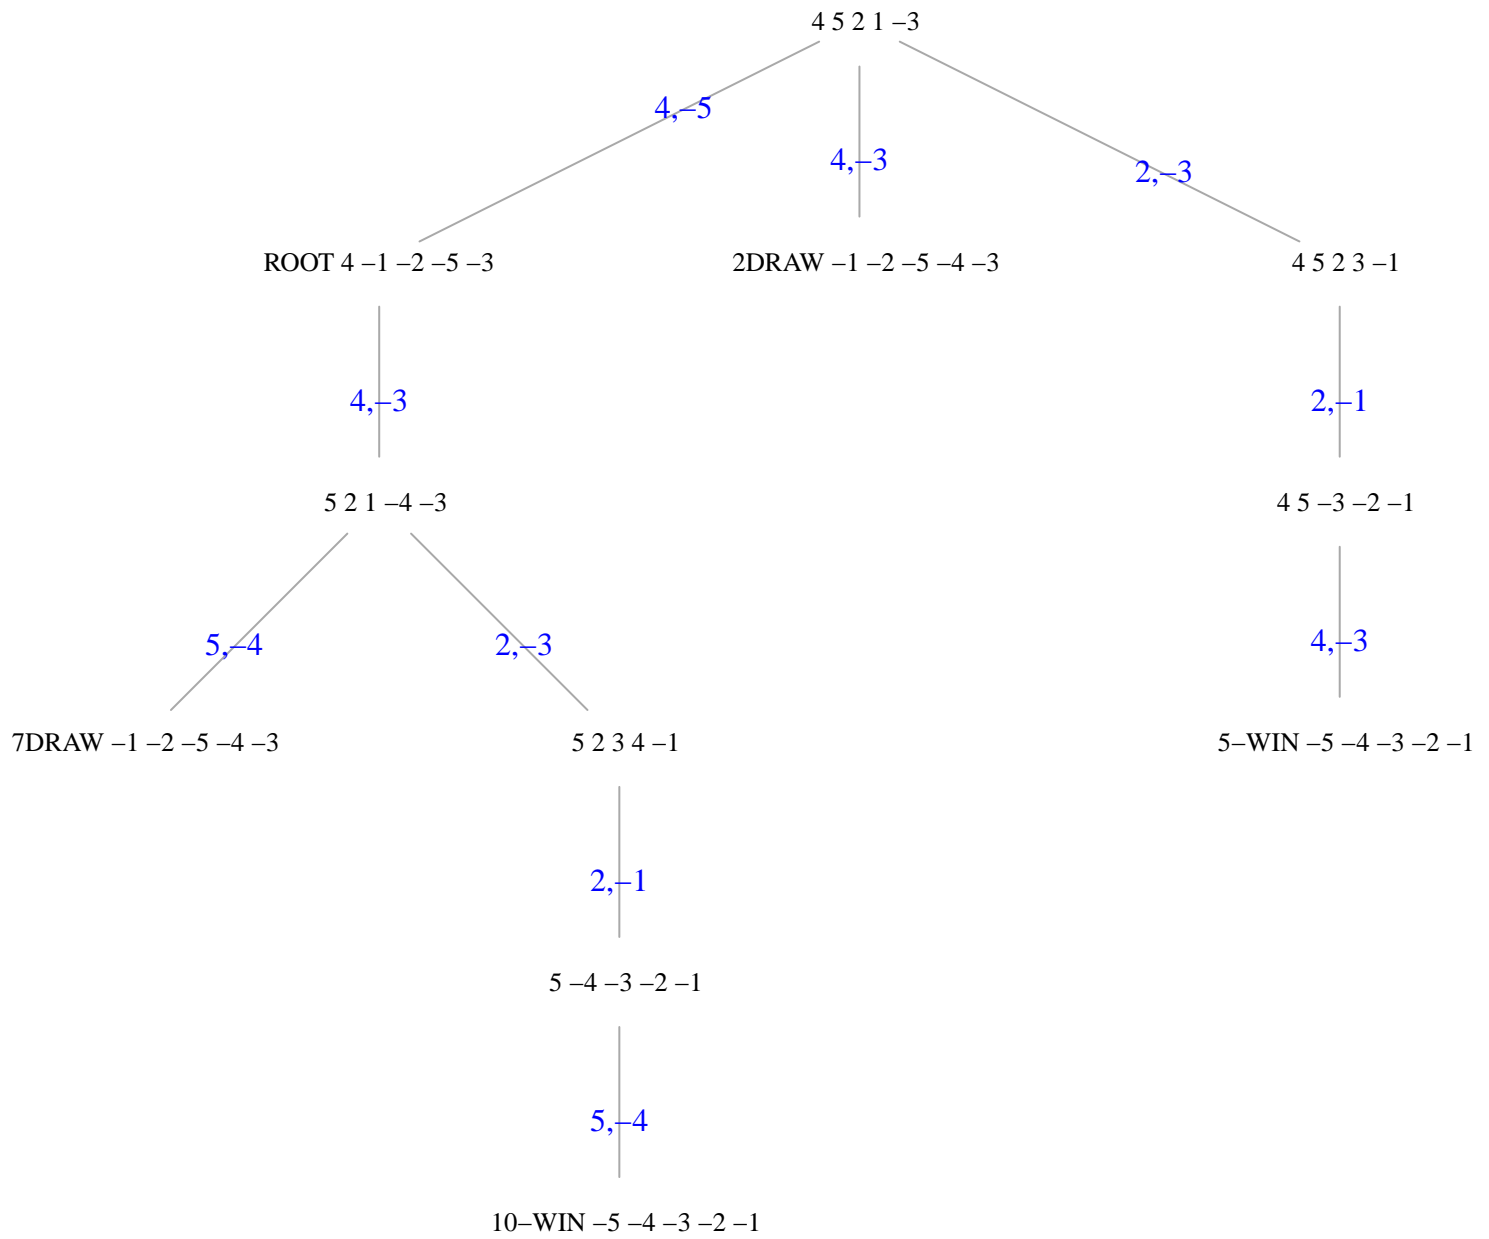 4 5 2 1 –3
4,–5
4,–3
2,–3
ROOT 4 –1 –2 –5 –3
2DRAW –1 –2 –5 –4 –3
4 5 2 3 –1
4,–3
2,–1
5 2 1 –4 –3
4 5 –3 –2 –1
5,–4
2,–3
4,–3
7DRAW –1 –2 –5 –4 –3
5 2 3 4 –1
5–WIN –5 –4 –3 –2 –1
2,–1
5 –4 –3 –2 –1
5,–4
10–WIN –5 –4 –3 –2 –1